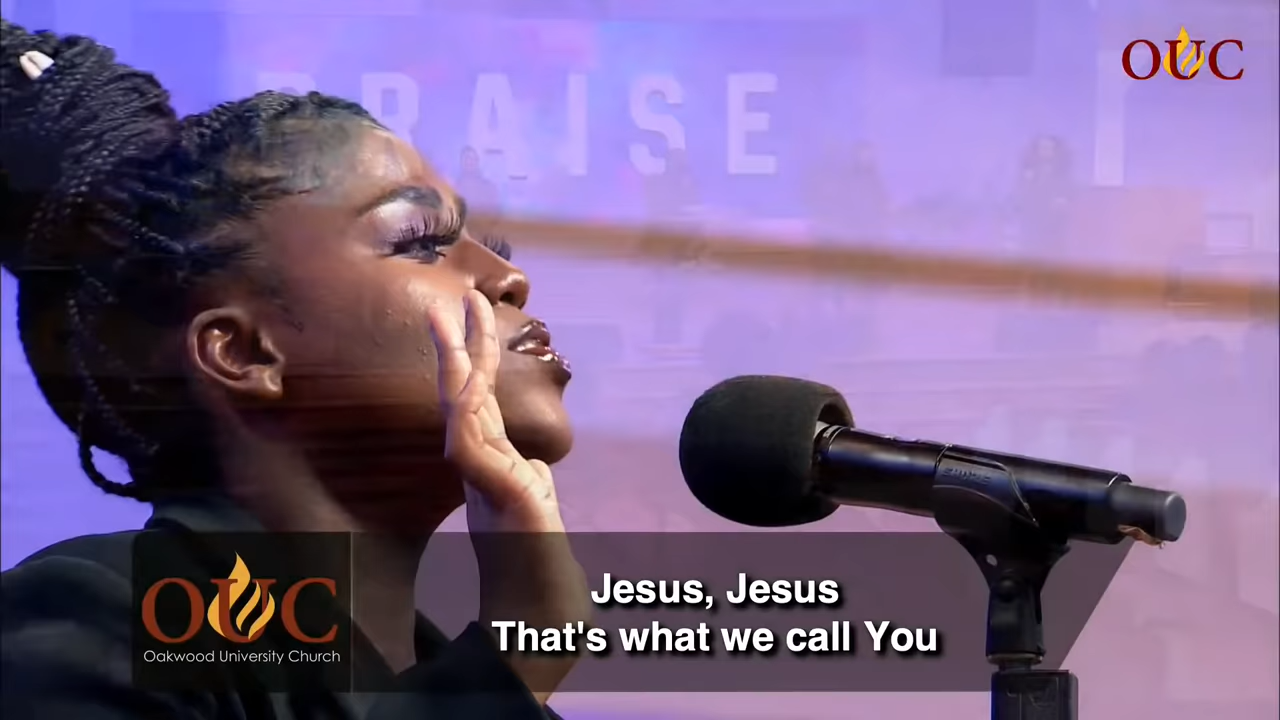 PRAISE
OUC
OUC
Oakwood University Church
Jesus, Jesus
That's what we call You